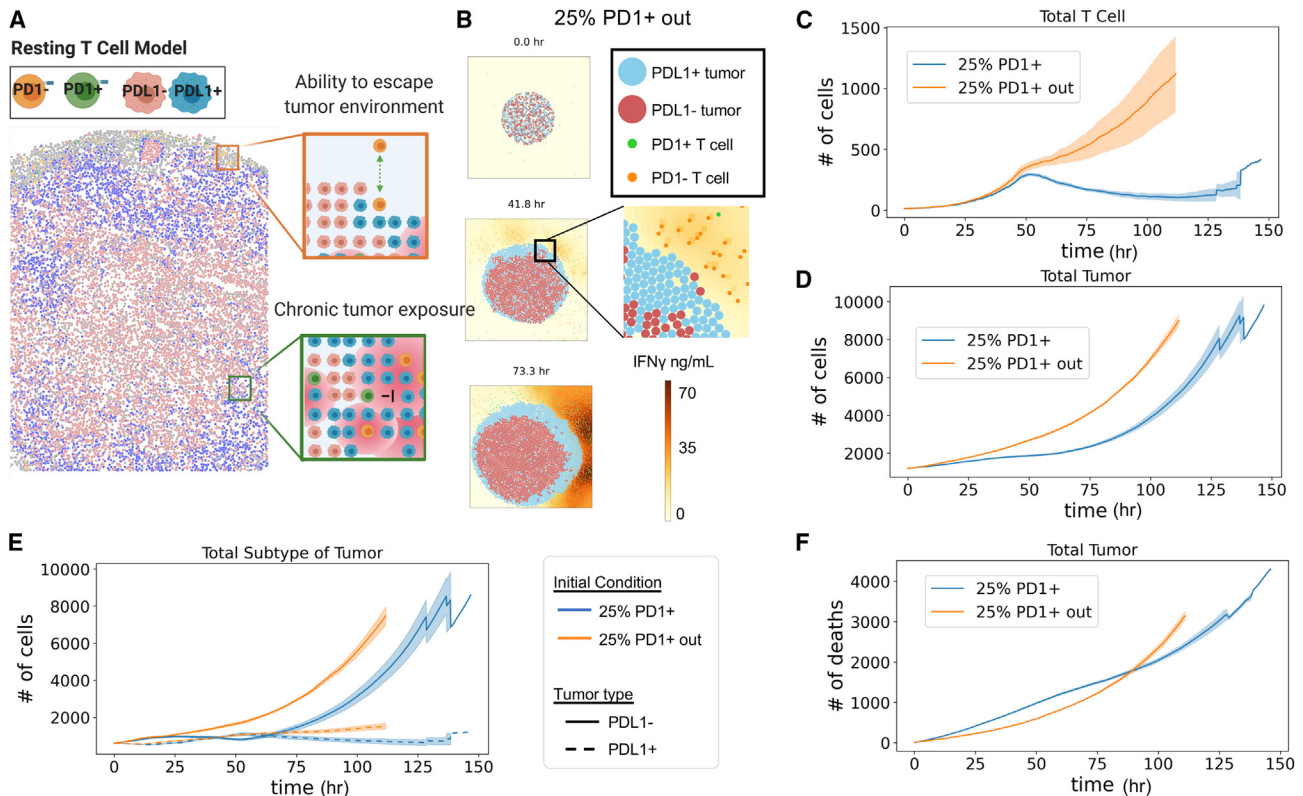 A
Resting T Cell Model
PD1-
PD1+
PDL1-
PDL1+
Ability to escape
tumor environment
Chronic tumor exposure
B
25% PD1+ out
0.0 hr
PDL1+ tumor
PDL1- tumor
PD1+ T cell
PD1- T cell
41.8 hr
73.3 hr
IFNγ ng/mL
70
35
0
C
Total T Cell
25% PD1+
25% PD1+ out
# of cells
1500
1000
500
0
0 25 50 75 100 125 150
time (hr)
D
Total Tumor
25% PD1+
25% PD1+ out
# of cells
10000
8000
6000
4000
2000
0 25 50 75 100 125 150
time (hr)
E
Total Subtype of Tumor
# of cells
10000
8000
6000
4000
2000
0 25 50 75 100 125 150
time (hr)
Initial Condition
25% PD1+
25% PD1+ out
Tumor type
PDL1-
PDL1+
F
Total Tumor
25% PD1+
25% PD1+ out
# of deaths
4000
3000
2000
1000
0
0 25 50 75 100 125 150
time (hr)